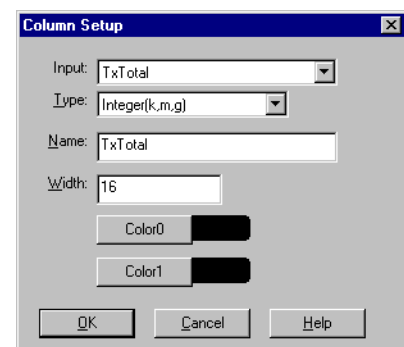 Column Setup
Input: TxTotal
Type: Integer(k,m,g)
Name: TxTotal
Width: 16
Color0
Color1
OK Cancel Help